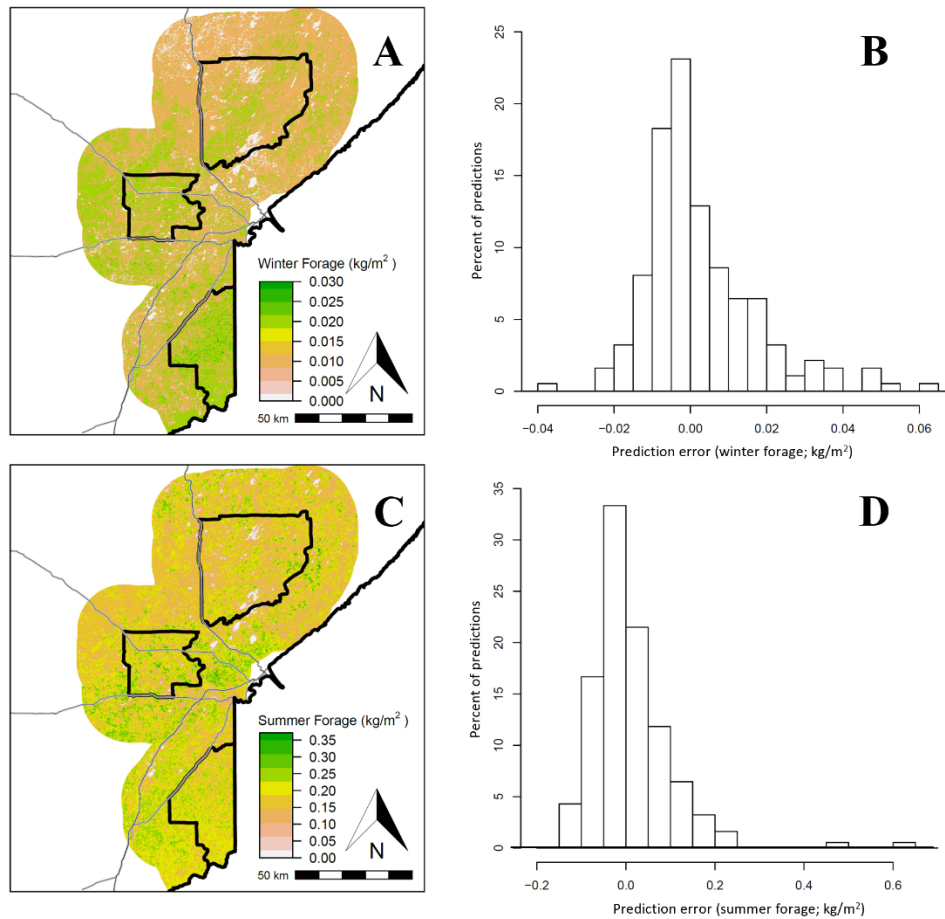 A
Winter Forage (kg/m²)
0.030
0.025
0.020
0.015
0.010
0.005
0.000
N
50 km
B
25
20
15
10
5
0
Percent of predictions
−0.04 −0.02 0.00 0.02 0.04 0.06
Prediction error (winter forage; kg/m²)
C
Summer Forage (kg/m²)
0.35
0.30
0.25
0.20
0.15
0.10
0.05
0.00
N
50 km
D
35
30
25
20
15
10
5
0
Percent of predictions
−0.2 0.0 0.2 0.4 0.6
Prediction error (summer forage; kg/m²)